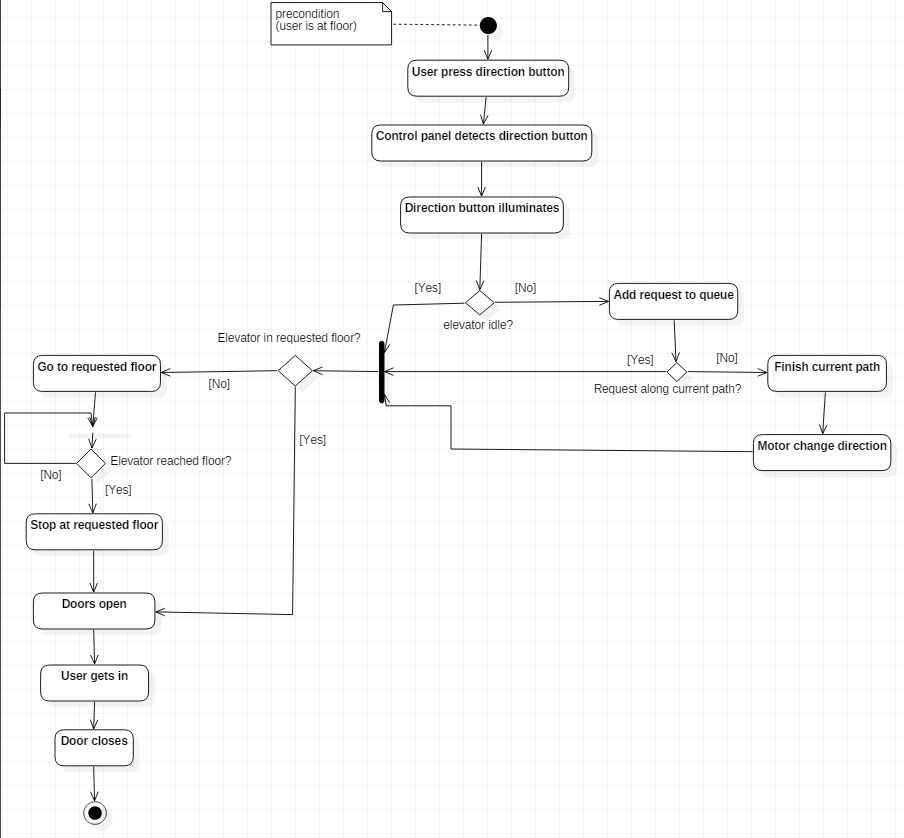 precondition
(user is at floor)
User press direction button
Control panel detects direction button
Direction button illuminates
[Yes]
[No]
Add request to queue
elevator idle?
Elevator in requested floor?
Go to requested floor
[No]
[Yes]
[No]
Finish current path
Request along current path?
[Yes]
Motor change direction
Elevator reached floor?
[No]
[Yes]
Stop at requested floor
Doors open
User gets in
Door closes